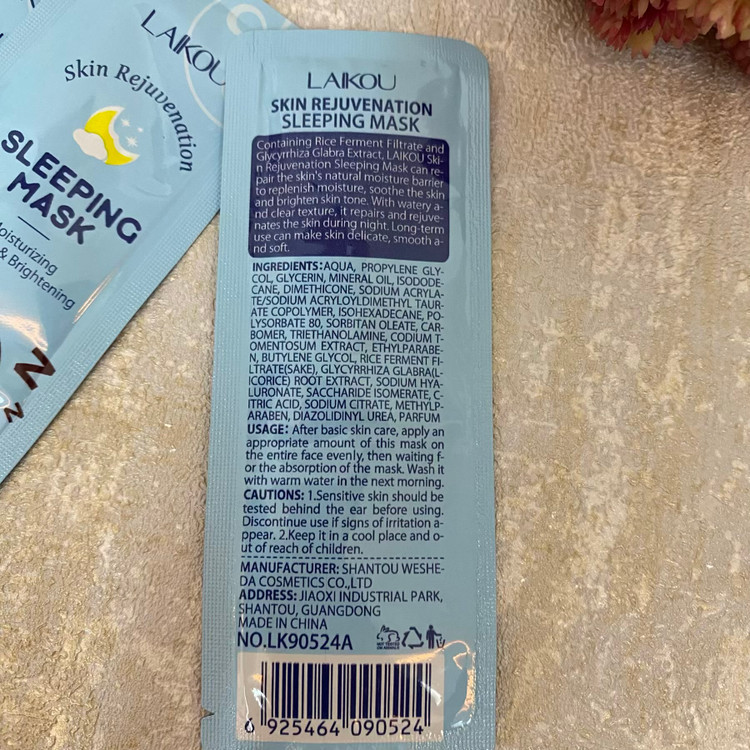 LAIKOU
Skin Rejuvenation
SLEEPING
MASK
& Brightening
LAIKOU
SKIN REJUVENATION
SLEEPING MASK
Containing Rice Ferment Filtrate and
Glycyrrhiza Glabra Extract, LAIKOU Ski-
n Rejuvenation Sleeping Mask can re-
pair the skin's natural moisture barrier
to replenish moisture, soothe the skin
and brighten skin tone. With watery a-
nd clear texture, it repairs and rejuve-
nates the skin during night. Long-term
use can make skin delicate, smooth a-
nd soft.
INGREDIENTS:AQUA, PROPYLENE GLY-
COL, GLYCERIN, MINERAL OIL, ISODODE-
CANE, DIMETHICONE, SODIUM ACRYLA-
TE/SODIUM ACRYLOYLDIMETHYL TAUR-
ATE COPOLYMER, ISOHEXADECANE, PO-
LYSORBATE 80, SORBITAN OLEATE, CAR-
BOMER, TRIETHANOLAMINE, CODIUM T-
OMENTOSUM EXTRACT, ETHYLPARABE-
N, BUTYLENE GLYCOL, RICE FERMENT FI-
LTRATE(SAKE), GLYCYRRHIZA GLABRA(L-
ICORICE) ROOT EXTRACT, SODIUM HYA-
LURONATE, SACCHARIDE ISOMERATE, C-
ITRIC ACID, SODIUM CITRATE, METHYLP-
ARABEN, DIAZOLIDINYL UREA, PARFUM
USAGE: After basic skin care, apply an
appropriate amount of this mask on
the entire face evenly, then waiting f-
or the absorption of the mask. Wash it
with warm water in the next morning.
CAUTIONS: 1.Sensitive skin should be
tested behind the ear before using.
Discontinue use if signs of irritation a-
ppear. 2.Keep it in a cool place and o-
ut of reach of children.
MANUFACTURER: SHANTOU WESHE-
DA COSMETICS CO.,LTD
ADDRESS: JIAOXI INDUSTRIAL PARK,
SHANTOU, GUANGDONG
MADE IN CHINA
NO.LK90524A
6 925464 090524